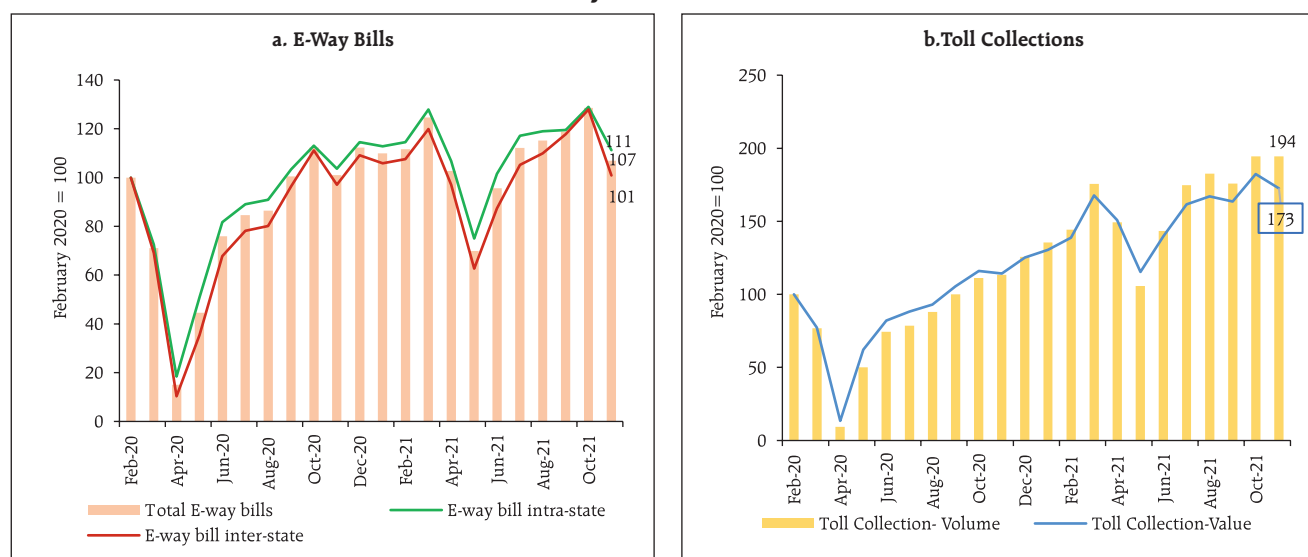 a. E-Way Bills
February 2020 = 100
140
120
100
80
60
40
20
0
111
107
101
Feb-20
Apr-20
Jun-20
Aug-20
Oct-20
Dec-20
Feb-21
Apr-21
Jun-21
Aug-21
Oct-21
Total E-way bills
E-way bill intra-state
E-way bill inter-state
b.Toll Collections
February 2020=100
250
200
150
100
50
0
194
173
Feb-20
Apr-20
Jun-20
Aug-20
Oct-20
Dec-20
Feb-21
Apr-21
Jun-21
Aug-21
Oct-21
Toll Collection- Volume
Toll Collection-Value